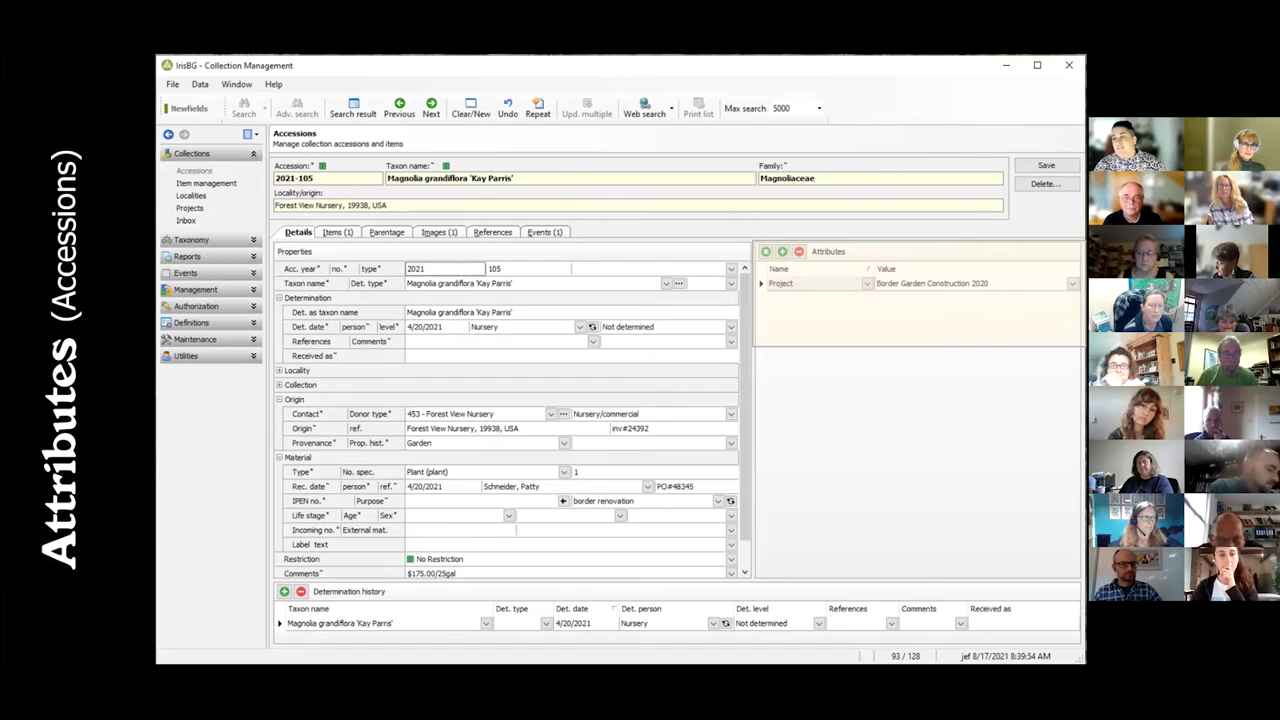 Attributes (Accessions)
IrisBG - Collection Management
File Data Window Help
Newfields Search Adv. search Search result Previous Next Clear/New Undo Repeat Upd. multiple Web search Print list Max search 5000
Collections
Accessions
Item management
Localities
Projects
Inbox
Taxonomy
Reports
Events
Management
Authorization
Definitions
Maintenance
Utilities
Accessions
Manage collection accessions and items
Accession:* Taxon name:~ Family:~
2021-105 Magnolia grandiflora 'Kay Parris' Magnoliaceae
Locality/origin:
Forest View Nursery, 19938, USA
Save
Delete...
Details Items (1) Parentage Images (1) References Events (1)
Properties
Acc. year* no.* type* 2021 105
Taxon name* Det. type* Magnolia grandiflora 'Kay Parris'
Determination
Det. as taxon name Magnolia grandiflora 'Kay Parris'
Det. date* person~ level* 4/20/2021 Nursery Not determined
References Comments~
Received as~
Locality
Collection
Origin
Contact* Donor type* 453 - Forest View Nursery ... Nursery/commercial
Origin~ ref. Forest View Nursery, 19938, USA inv#24392
Provenance* Prop. hist.* Garden
Material
Type* No. spec. Plant (plant) 1
Rec. date~ person* ref.~ 4/20/2021 Schneider, Patty PO#48345
IPEN no.* Purpose~ border renovation
Life stage* Age* Sex*
Incoming no.* External mat.
Label text
Restriction No Restriction
Comments~ $175.00/25gal
Attributes
Name / Value
Project Border Garden Construction 2020
Determination history
Taxon name Det. type Det. date Det. person Det. level References Comments Received as
Magnolia grandiflora 'Kay Parris' 4/20/2021 Nursery Not determined
93 / 128 jef 8/17/2021 8:39:54 AM